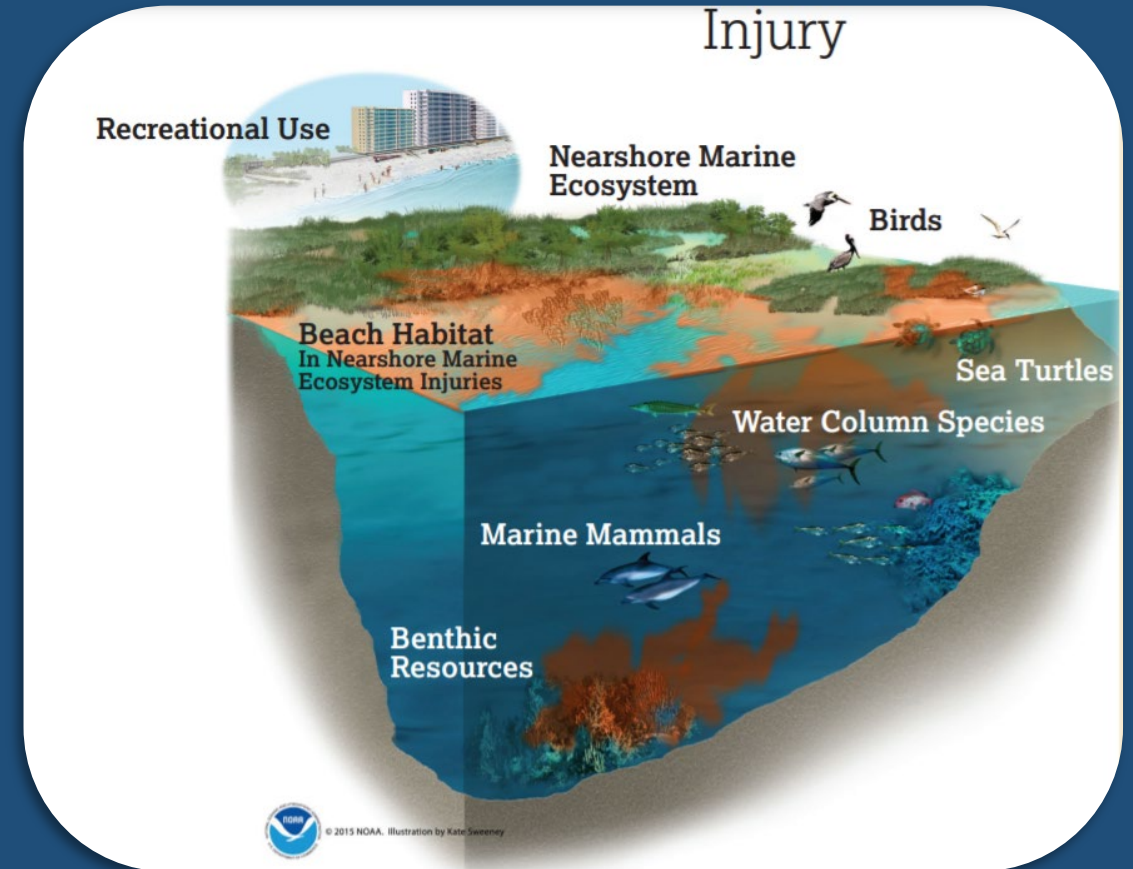 Injury
Recreational Use
Nearshore Marine
Ecosystem
Birds
Beach Habitat
In Nearshore Marine
Ecosystem Injuries
Sea Turtles
Water Column Species
Marine Mammals
Benthic
Resources
NOAA
© 2015 NOAA. Illustration by Kate Sweeney